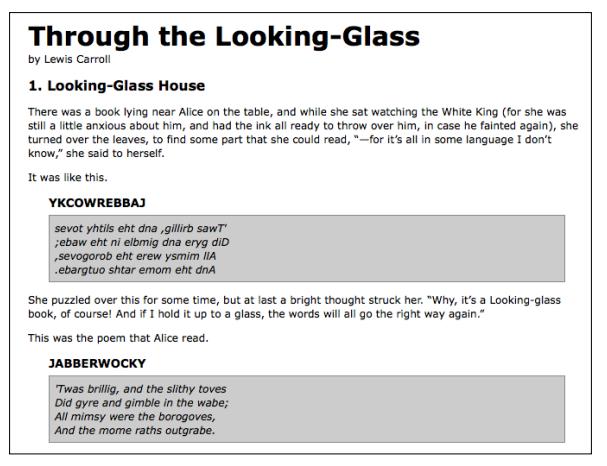 Through the Looking-Glass
by Lewis Carroll
1. Looking-Glass House
There was a book lying near Alice on the table, and while she sat watching the White King (for she was
still a little anxious about him, and had the ink all ready to throw over him, in case he fainted again), she
turned over the leaves, to find some part that she could read, “—for it’s all in some language I don’t
know,” she said to herself.
It was like this.
YKCOWREBBAJ
sevot yhtils eht dna ,gillirb sawT'
;ebaw eht ni elbmig dna eryg diD
,sevogorob eht erew ysmim llA
.ebargtuo shtar emom eht dnA
She puzzled over this for some time, but at last a bright thought struck her. “Why, it’s a Looking-glass
book, of course! And if I hold it up to a glass, the words will all go the right way again.”
This was the poem that Alice read.
JABBERWOCKY
'Twas brillig, and the slithy toves
Did gyre and gimble in the wabe;
All mimsy were the borogoves,
And the mome raths outgrabe.